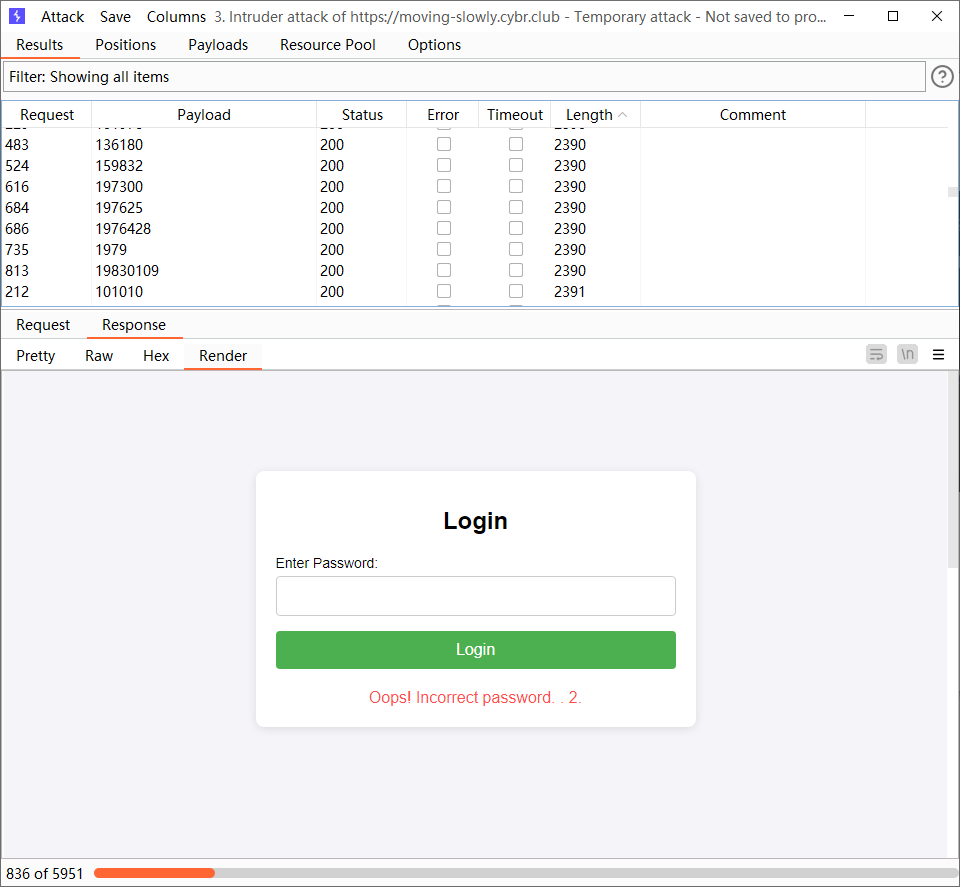 Attack Save Columns 3. Intruder attack of https://moving-slowly.cybr.club - Temporary attack - Not saved to pro...
Results Positions Payloads Resource Pool Options
Filter: Showing all items
?
Request Payload Status Error Timeout Length Comment
483 136180 200 2390
524 159832 200 2390
616 197300 200 2390
684 197625 200 2390
686 1976428 200 2390
735 1979 200 2390
813 19830109 200 2390
212 101010 200 2391
Request Response
Pretty Raw Hex Render \n
Login
Enter Password:
Login
Oops! Incorrect password. . 2.
836 of 5951